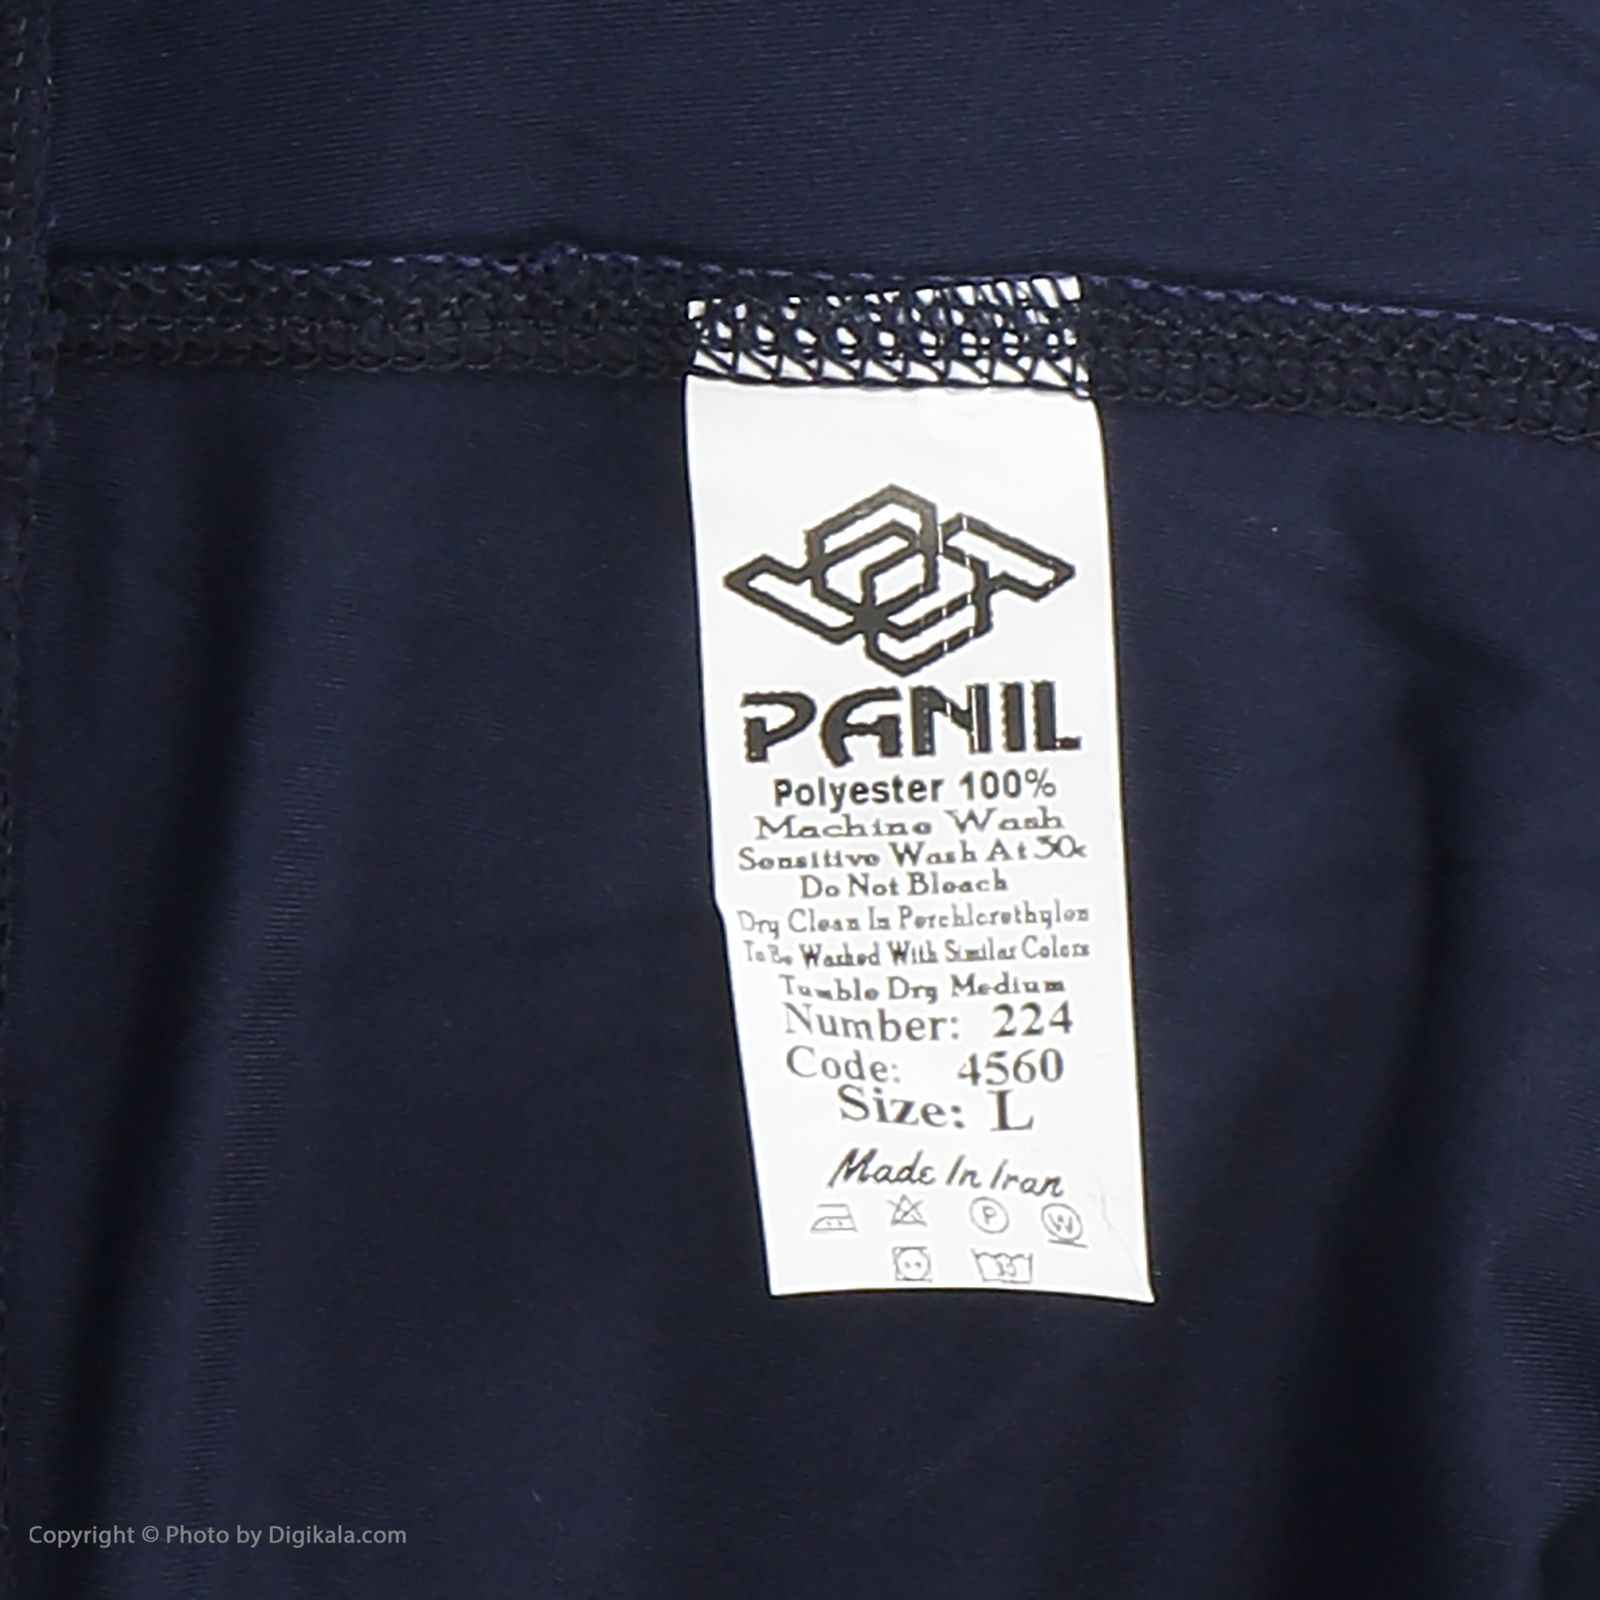 PANIL
Polyester 100%
Machine Wash
Sensitive Wash At 30c
Do Not Bleach
Dry Clean In Perchlorethylen
To Be Washed With Similar Colors
Tumble Dry Medium
Number: 224
Code: 4560
Size: L
Made In Iran
P W
Copyright © Photo by Digikala.com